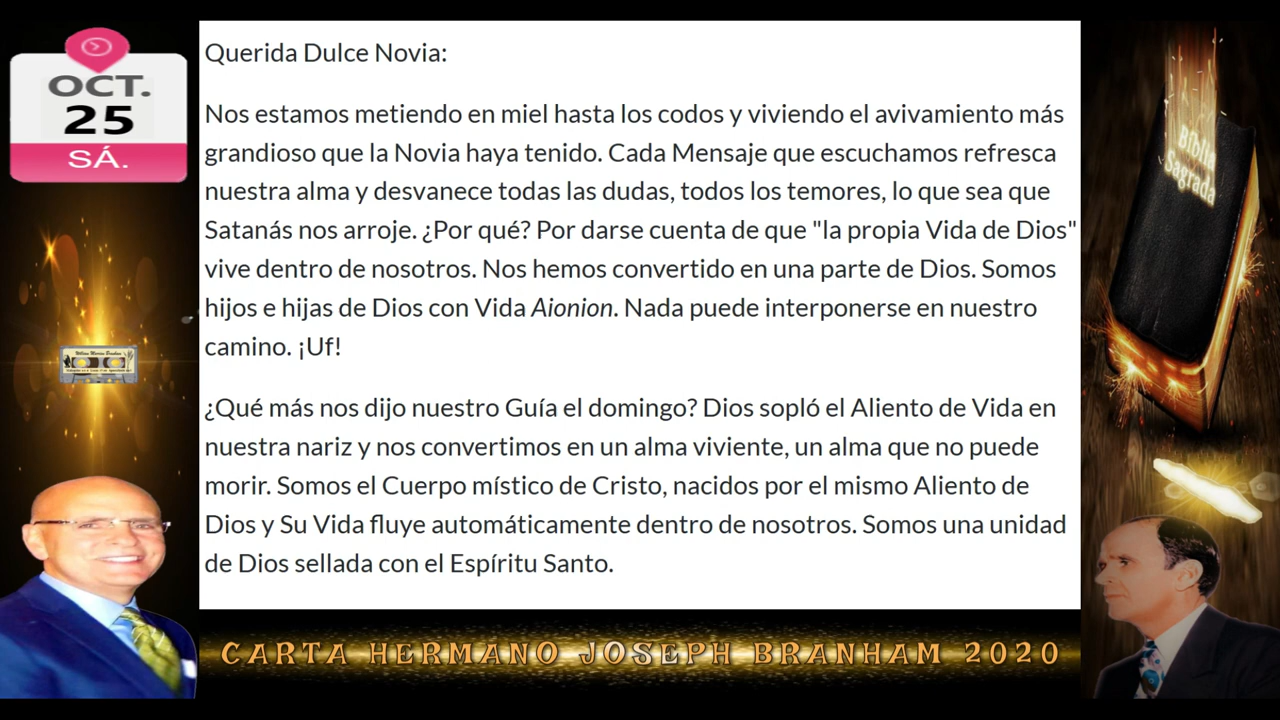 OCT.
25
SÁ.
Querida Dulce Novia:
Nos estamos metiendo en miel hasta los codos y viviendo el avivamiento más
grandioso que la Novia haya tenido. Cada Mensaje que escuchamos refresca
nuestra alma y desvanece todas las dudas, todos los temores, lo que sea que
Satanás nos arroje. ¿Por qué? Por darse cuenta de que "la propia Vida de Dios"
vive dentro de nosotros. Nos hemos convertido en una parte de Dios. Somos
hijos e hijas de Dios con Vida Aionion. Nada puede interponerse en nuestro
camino. ¡Uf!
¿Qué más nos dijo nuestro Guía el domingo? Dios sopló el Aliento de Vida en
nuestra nariz y nos convertimos en un alma viviente, un alma que no puede
morir. Somos el Cuerpo místico de Cristo, nacidos por el mismo Aliento de
Dios y Su Vida fluye automáticamente dentro de nosotros. Somos una unidad
de Dios sellada con el Espíritu Santo.
Bíblia
Sagrada
William Marrion Branham
CARTA HERMANO JOSEPH BRANHAM 2020